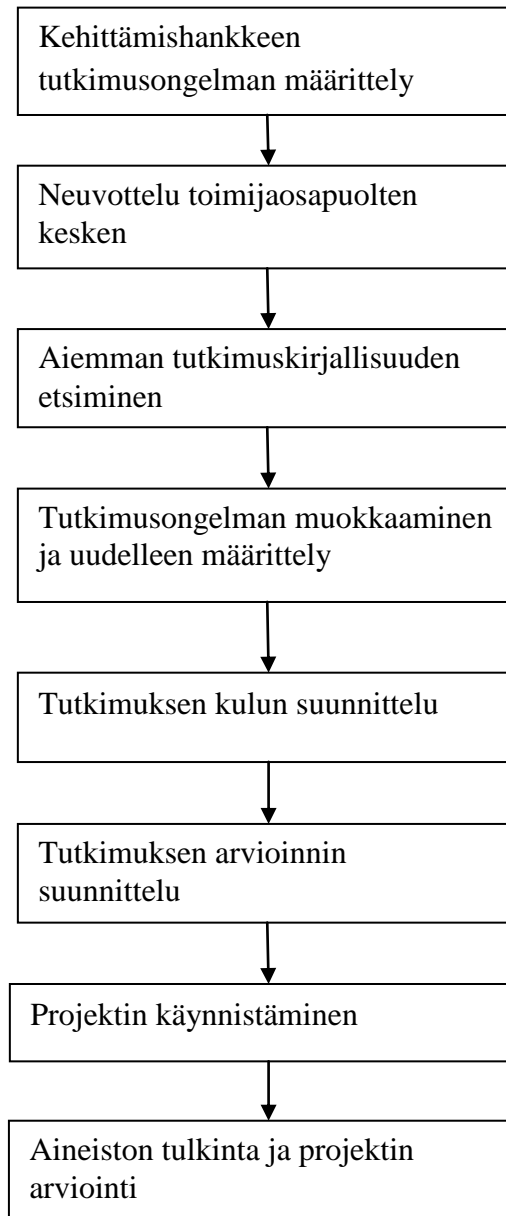 Kehittämishankkeen
tutkimusongelman määrittely
Neuvottelu toimijaosapuolten
kesken
Aiemman tutkimuskirjallisuuden
etsiminen
Tutkimusongelman muokkaaminen
ja uudelleen määrittely
Tutkimuksen kulun suunnittelu
Tutkimuksen arvioinnin
suunnittelu
Projektin käynnistäminen
Aineiston tulkinta ja projektin
arviointi